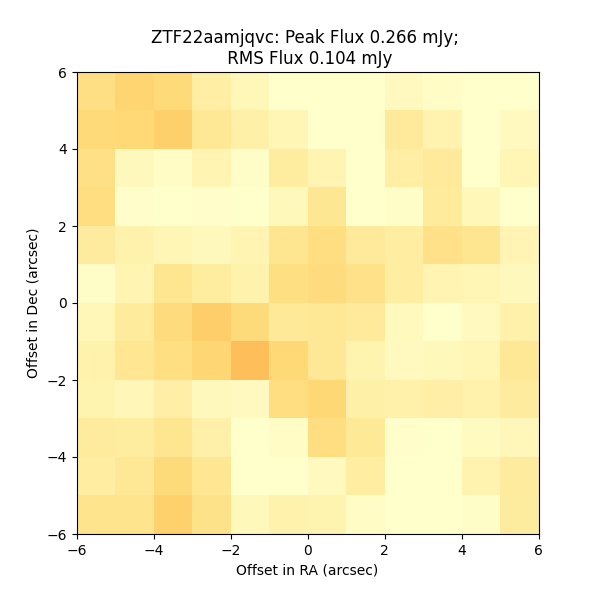 ZTF22aamjqvc: Peak Flux 0.266 mJy;
RMS Flux 0.104 mJy
6
4
2
0
−2
−4
−6
Offset in Dec (arcsec)
−6 −4 −2 0 2 4 6
Offset in RA (arcsec)